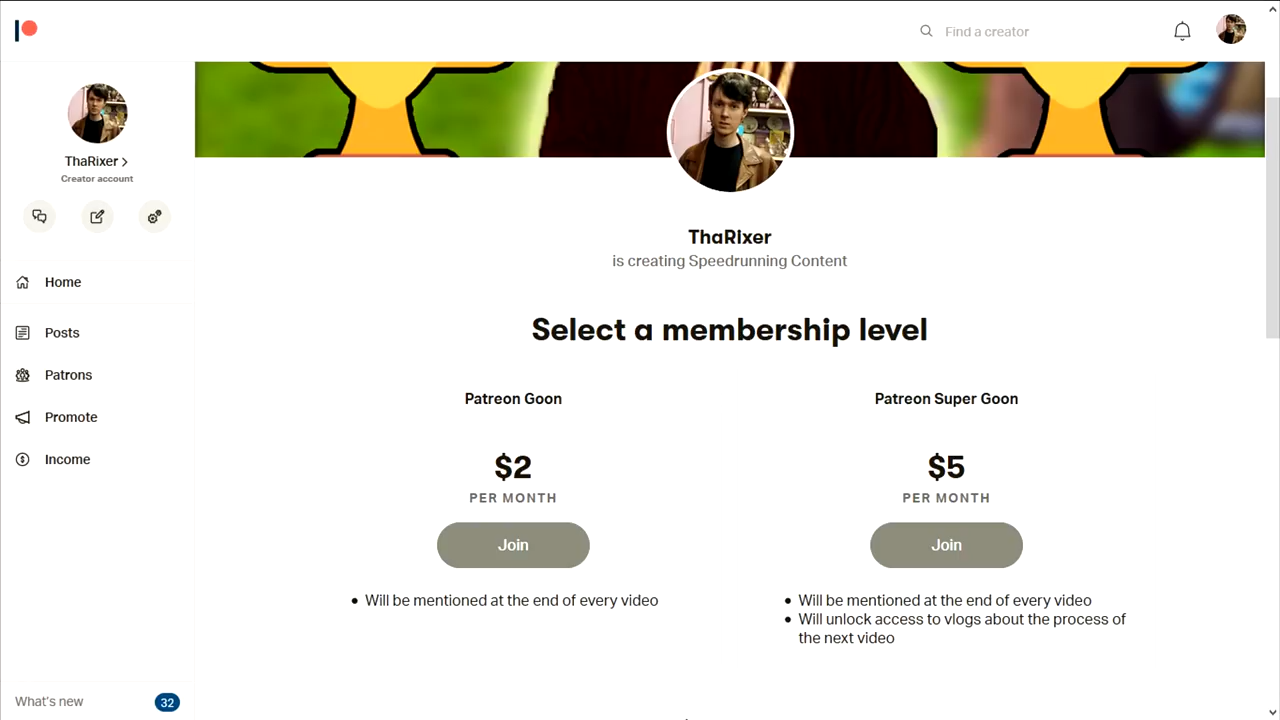 Find a creator
ThaRixer
Creator account
Home
Posts
Patrons
Promote
Income
What's new
32
ThaRixer
is creating Speedrunning Content
Select a membership level
Patreon Goon
$2
PER MONTH
Join
• Will be mentioned at the end of every video
Patreon Super Goon
$5
PER MONTH
Join
• Will be mentioned at the end of every video
• Will unlock access to vlogs about the process of
the next video